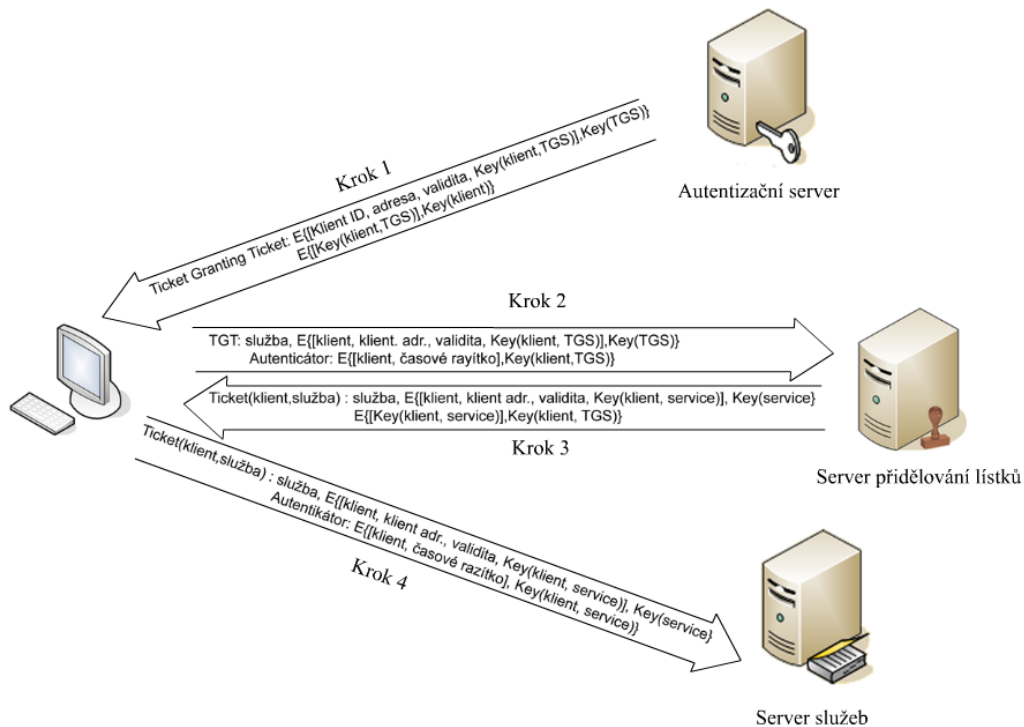 Autentizační server
Krok 1
Ticket Granting Ticket: E{[Klient ID, adresa, validita, Key(klient,TGS)],Key(TGS)}
E{[Key(klient,TGS)],Key(klient)}
Krok 2
TGT: služba, E{[klient, klient. adr., validita, Key(klient, TGS)],Key(TGS)}
Autenticátor: E{[klient, časové rayítko],Key(klient,TGS)}
Ticket(klient,služba) : služba, E{[klient, klient adr., validita, Key(klient, service)], Key(service}
E{[Key(klient, service)],Key(klient, TGS)}
Krok 3
Server přidělování lístků
Ticket(klient,služba) : služba, E{[klient, klient adr., validita, Key(klient, service)], Key(service}
Autentikátor: E{[klient, časové razítko], Key(klient, service)}
Krok 4
Server služeb